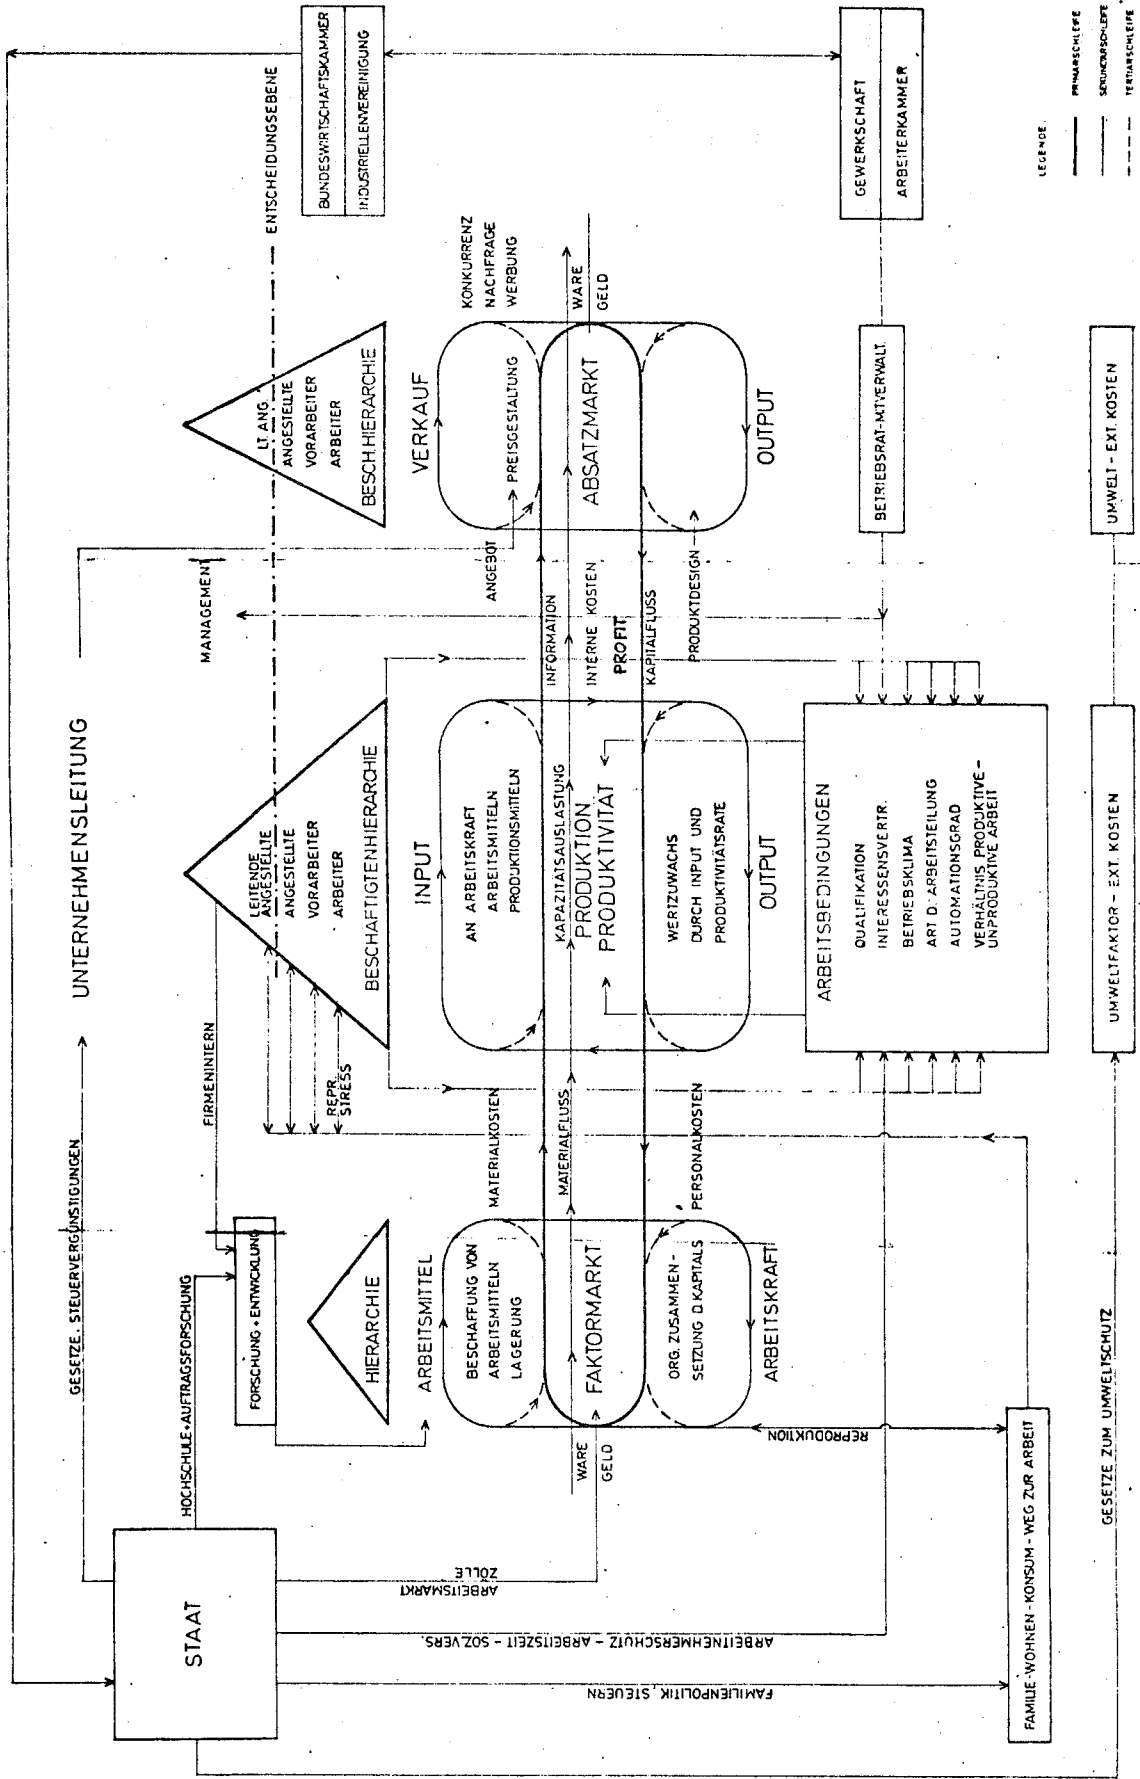 UNTERNEHMENSLEITUNG
GESETZE. STEUERVERGÜNSTIGUNGEN
HOCHSCHULE+AUFTRAGSFORSCHUNG
FIRMENINTERN
MANAGEMENT
ENTSCHEIDUNGSEBENE
STAAT
FORSCHUNG + ENTWICKLUNG
HIERARCHIE
LEITENDE
ANGESTELLTE
ANGESTELLTE
VORARBEITER
ARBEITER
BESCHÄFTIGTENHIERARCHIE
REPR.
STRESS
LT. ANG.
ANGESTELLTE
VORARBEITER
ARBEITER
BESCH.HIERARCHIE
BUNDESWIRTSCHAFTSKAMMER
INDUSTRIELLENVEREINIGUNG
ARBEITSMITTEL
BESCHAFFUNG VON
ARBEITSMITTELN
LAGERUNG
FAKTORMARKT
ORG. ZUSAMMEN-
SETZUNG D.KAPITALS
ARBEITSKRAFT
WARE
GELD
MATERIALKOSTEN
MATERIALFLUSS
PERSONALKOSTEN
INPUT
AN ARBEITSKRAFT
ARBEITSMITTELN
PRODUKTIONSMITTELN
KAPAZITÄTSAUSLASTUNG
PRODUKTION
PRODUKTIVITÄT
WERTZUWACHS
DURCH INPUT UND
PRODUKTIVITÄTSRATE
OUTPUT
ANGEBOT
INFORMATION
INTERNE KOSTEN
PROFIT
KAPITALFLUSS
PRODUKTDESIGN
VERKAUF
PREISGESTALTUNG
ABSATZMARKT
OUTPUT
KONKURRENZ
NACHFRAGE
WERBUNG
WARE
GELD
ARBEITSMARKT
ZÖLLE
ARBEITNEHMERSCHUTZ - ARBEITSZEIT - SOZ.VERS.
FAMILIENPOLITIK, STEUERN
REPRODUKTION
ARBEITSBEDINGUNGEN
QUALIFIKATION
INTERESSENSVERTR.
BETRIEBSKLIMA
ART D. ARBEITSTEILUNG
AUTOMATIONSGRAD
VERHÄLTNIS PRODUKTIVE-
UNPRODUKTIVE ARBEIT
BETRIEBSRAT-MITVERWALT.
GEWERKSCHAFT
ARBEITERKAMMER
FAMILIE-WOHNEN-KONSUM-WEG ZUR ARBEIT
GESETZE ZUM UMWELTSCHUTZ
UMWELTFAKTOR - EXT. KOSTEN
UMWELT - EXT. KOSTEN
LEGENDE:
PRIMÄRSCHLEIFE
SEKUNDÄRSCHLEIFE
TERTIÄRSCHLEIFE